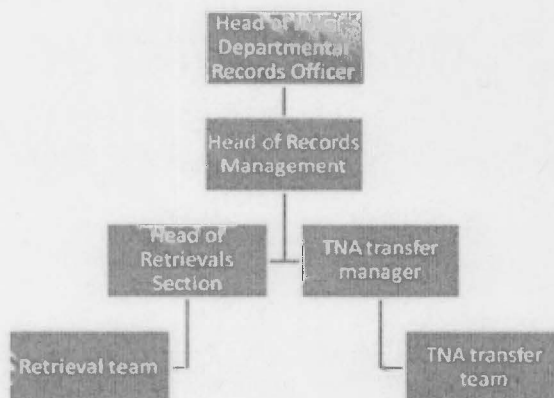 Head of
Departmental
Records Officer
Head of Records
Management
Head of
Retrievals
Section
TNA transfer
manager
Retrieval team
TNA transfer
team